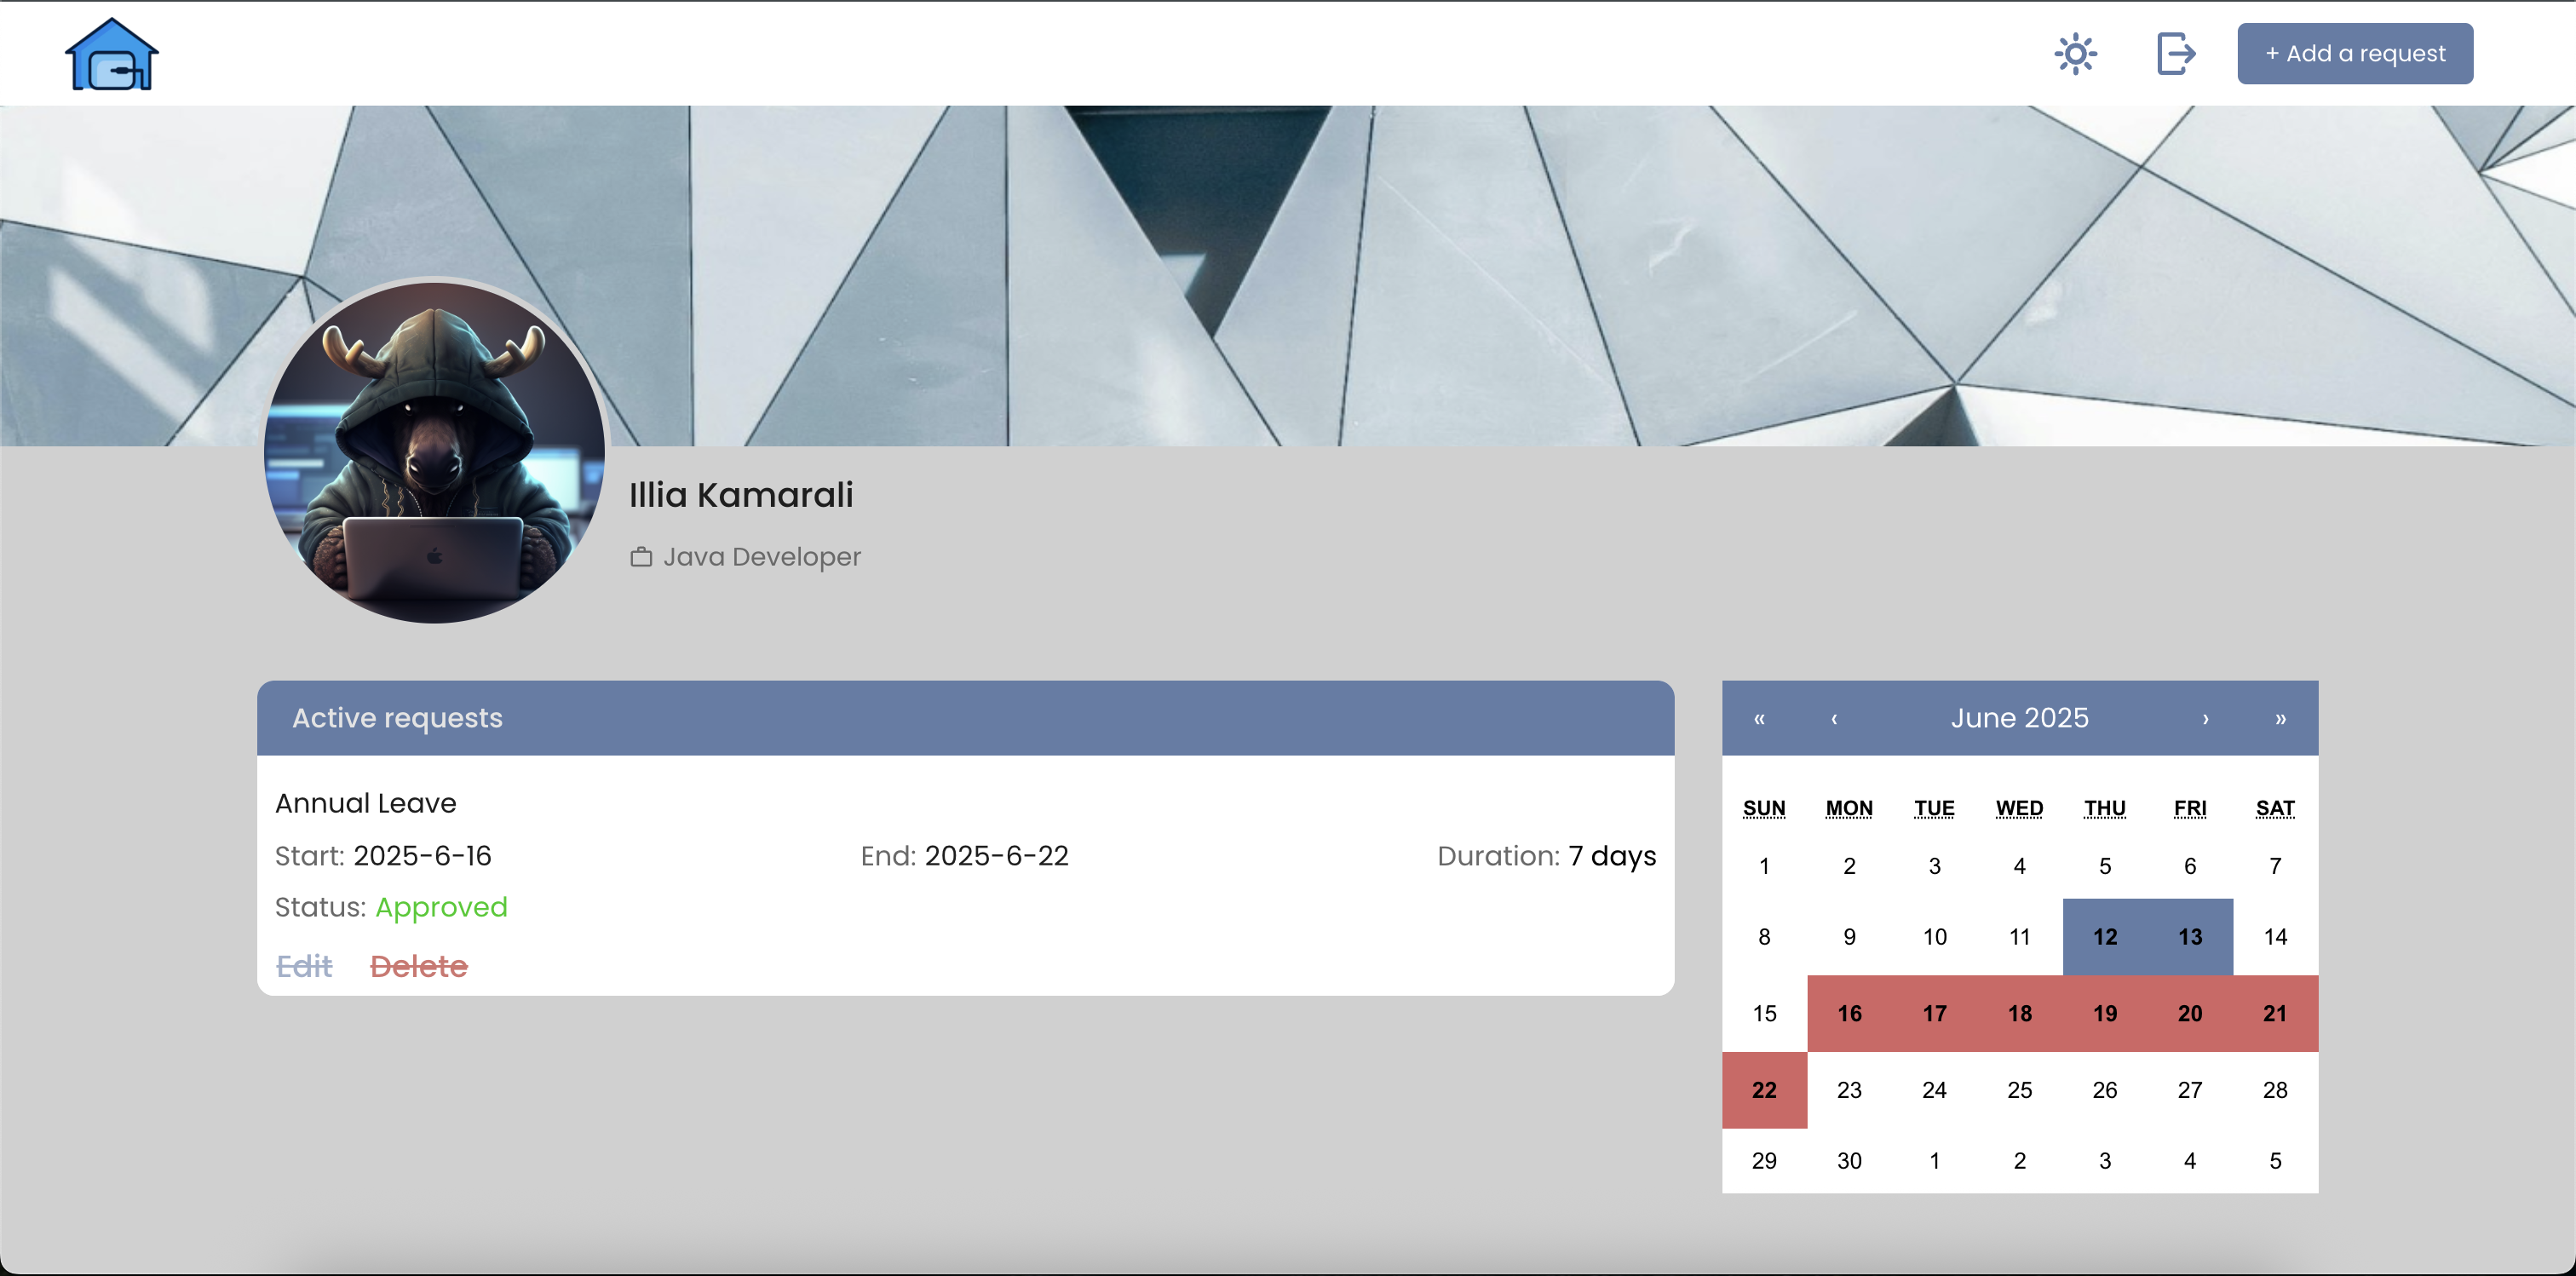 + Add a request
Illia Kamarali
Java Developer
Active requests
Annual Leave
Start: 2025-6-16 End: 2025-6-22 Duration: 7 days
Status: Approved
Edit Delete
« ‹ June 2025 › »
SUN MON TUE WED THU FRI SAT
1 2 3 4 5 6 7
8 9 10 11 12 13 14
15 16 17 18 19 20 21
22 23 24 25 26 27 28
29 30 1 2 3 4 5